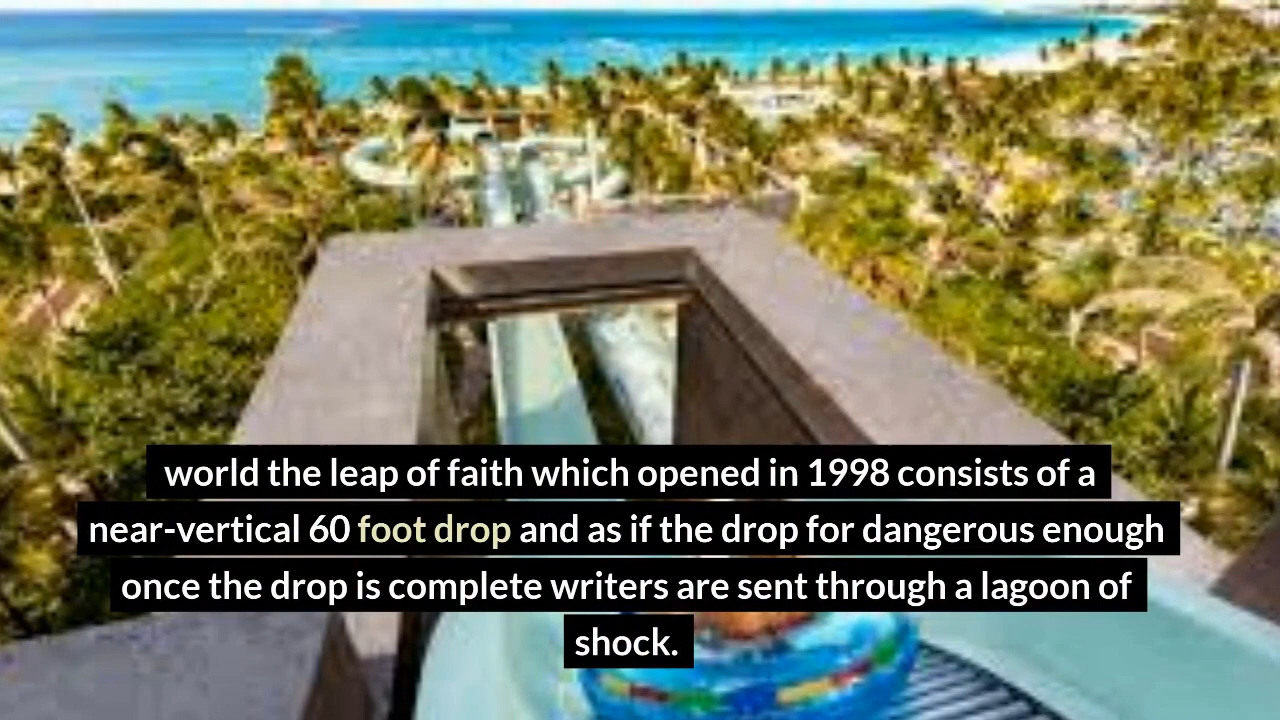 world the leap of faith which opened in 1998 consists of a
near-vertical 60 foot drop and as if the drop for dangerous enough
once the drop is complete writers are sent through a lagoon of
shock.